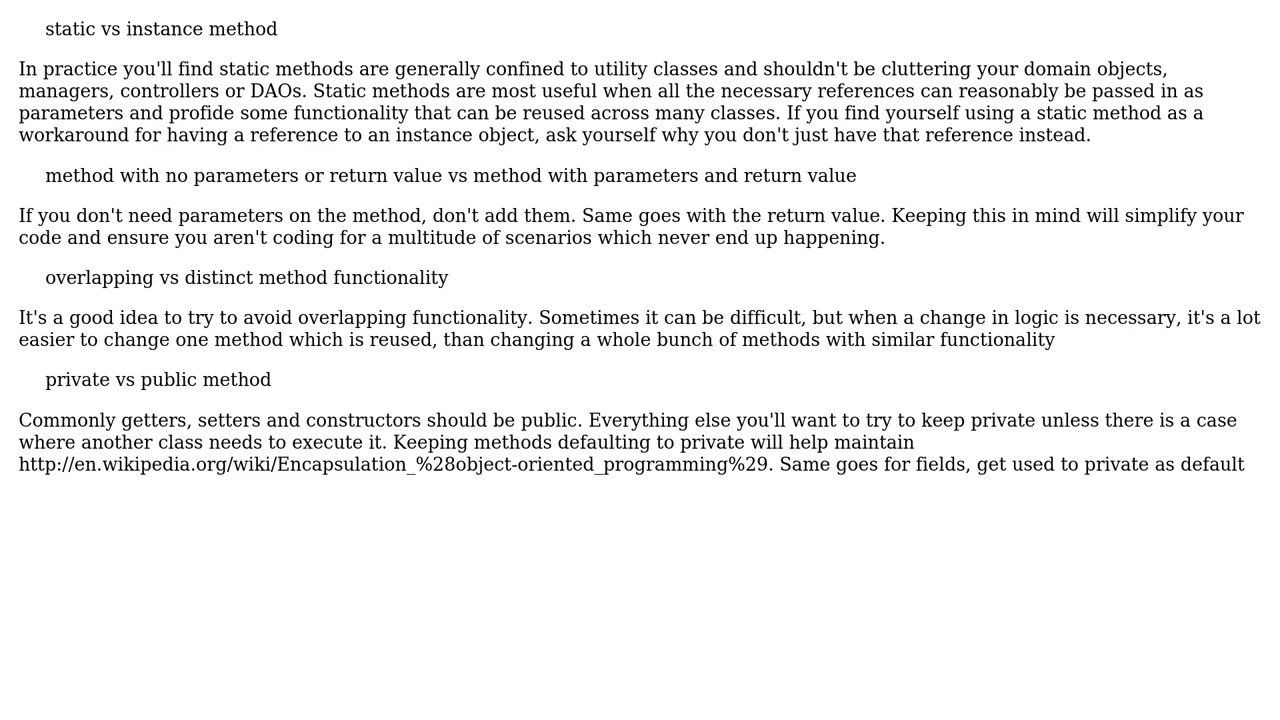 static vs instance method
In practice you'll find static methods are generally confined to utility classes and shouldn't be cluttering your domain objects,
managers, controllers or DAOs. Static methods are most useful when all the necessary references can reasonably be passed in as
parameters and profide some functionality that can be reused across many classes. If you find yourself using a static method as a
workaround for having a reference to an instance object, ask yourself why you don't just have that reference instead.
method with no parameters or return value vs method with parameters and return value
If you don't need parameters on the method, don't add them. Same goes with the return value. Keeping this in mind will simplify your
code and ensure you aren't coding for a multitude of scenarios which never end up happening.
overlapping vs distinct method functionality
It's a good idea to try to avoid overlapping functionality. Sometimes it can be difficult, but when a change in logic is necessary, it's a lot
easier to change one method which is reused, than changing a whole bunch of methods with similar functionality
private vs public method
Commonly getters, setters and constructors should be public. Everything else you'll want to try to keep private unless there is a case
where another class needs to execute it. Keeping methods defaulting to private will help maintain
http://en.wikipedia.org/wiki/Encapsulation_%28object-oriented_programming%29. Same goes for fields, get used to private as default